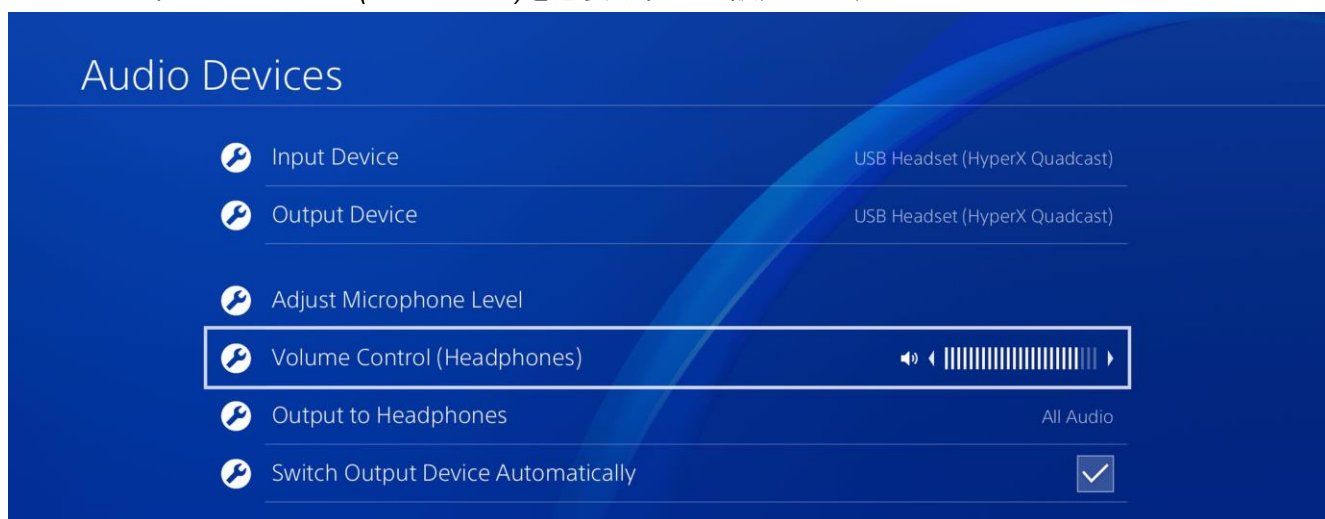 Audio Devices
Input Device USB Headset (HyperX Quadcast)
Output Device USB Headset (HyperX Quadcast)
Adjust Microphone Level
Volume Control (Headphones)
Output to Headphones All Audio
Switch Output Device Automatically